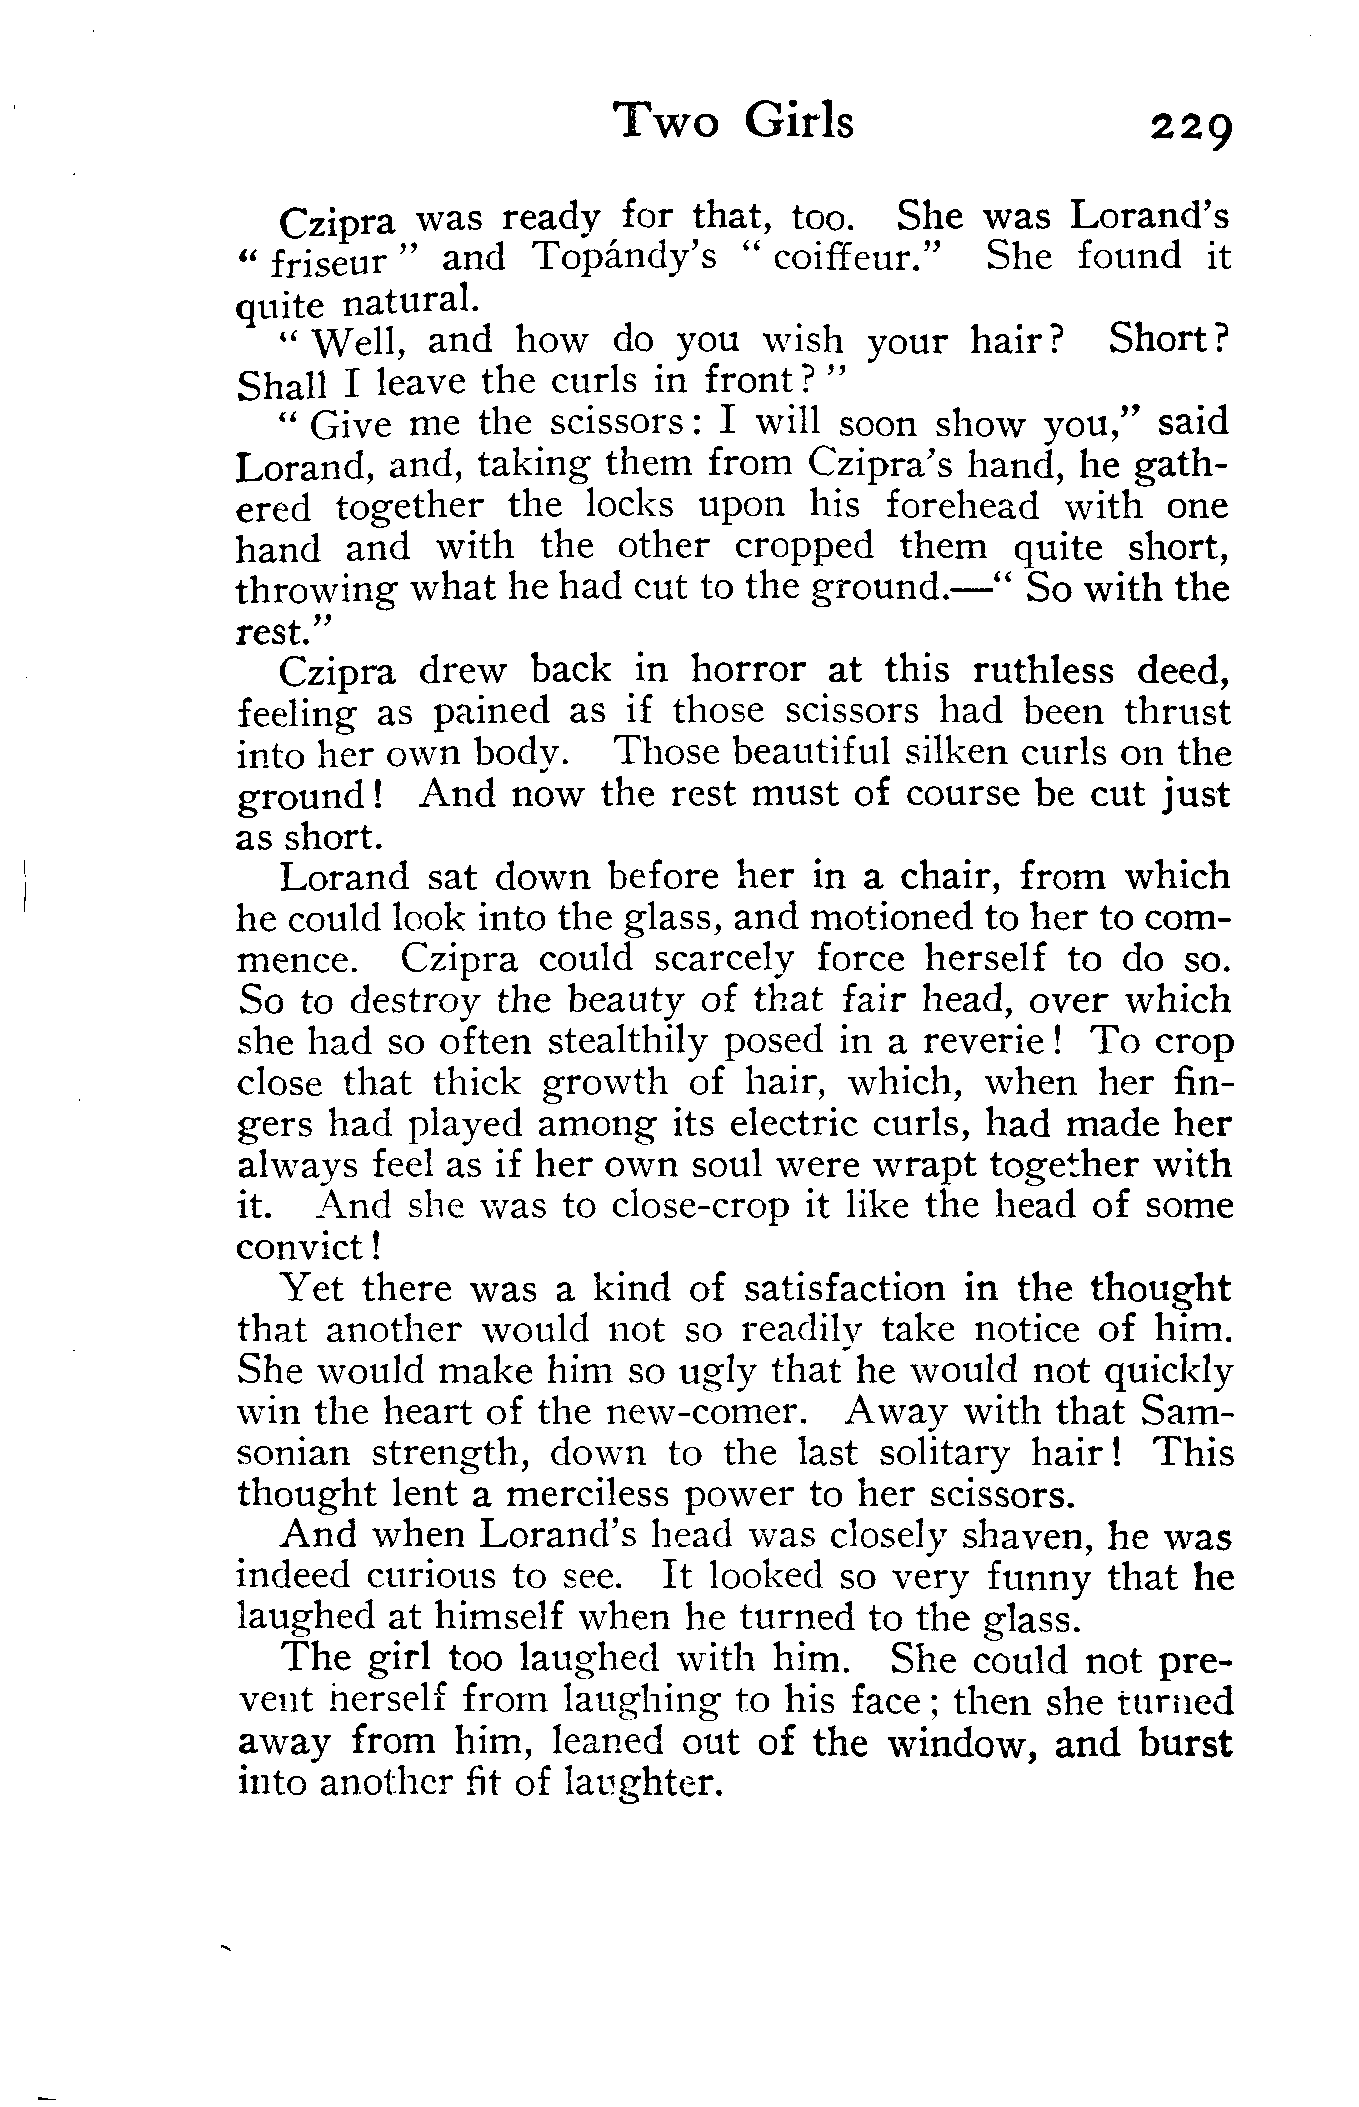 Two Girls 229
Czipra was ready for that, too. She was Lorand's
“ friseur ” and Topándy's “ coiffeur.” She found it
quite natural.
“ Well, and how do you wish your hair? Short?
Shall I leave the curls in front? ”
“ Give me the scissors: I will soon show you,” said
Lorand, and, taking them from Czipra's hand, he gath-
ered together the locks upon his forehead with one
hand and with the other cropped them quite short,
throwing what he had cut to the ground.—“ So with the
rest.”
Czipra drew back in horror at this ruthless deed,
feeling as pained as if those scissors had been thrust
into her own body. Those beautiful silken curls on the
ground! And now the rest must of course be cut just
as short.
Lorand sat down before her in a chair, from which
he could look into the glass, and motioned to her to com-
mence. Czipra could scarcely force herself to do so.
So to destroy the beauty of that fair head, over which
she had so often stealthily posed in a reverie! To crop
close that thick growth of hair, which, when her fin-
gers had played among its electric curls, had made her
always feel as if her own soul were wrapt together with
it. And she was to close-crop it like the head of some
convict!
Yet there was a kind of satisfaction in the thought
that another would not so readily take notice of him.
She would make him so ugly that he would not quickly
win the heart of the new-comer. Away with that Sam-
sonian strength, down to the last solitary hair! This
thought lent a merciless power to her scissors.
And when Lorand's head was closely shaven, he was
indeed curious to see. It looked so very funny that he
laughed at himself when he turned to the glass.
The girl too laughed with him. She could not pre-
vent herself from laughing to his face; then she turned
away from him, leaned out of the window, and burst
into another fit of laughter.